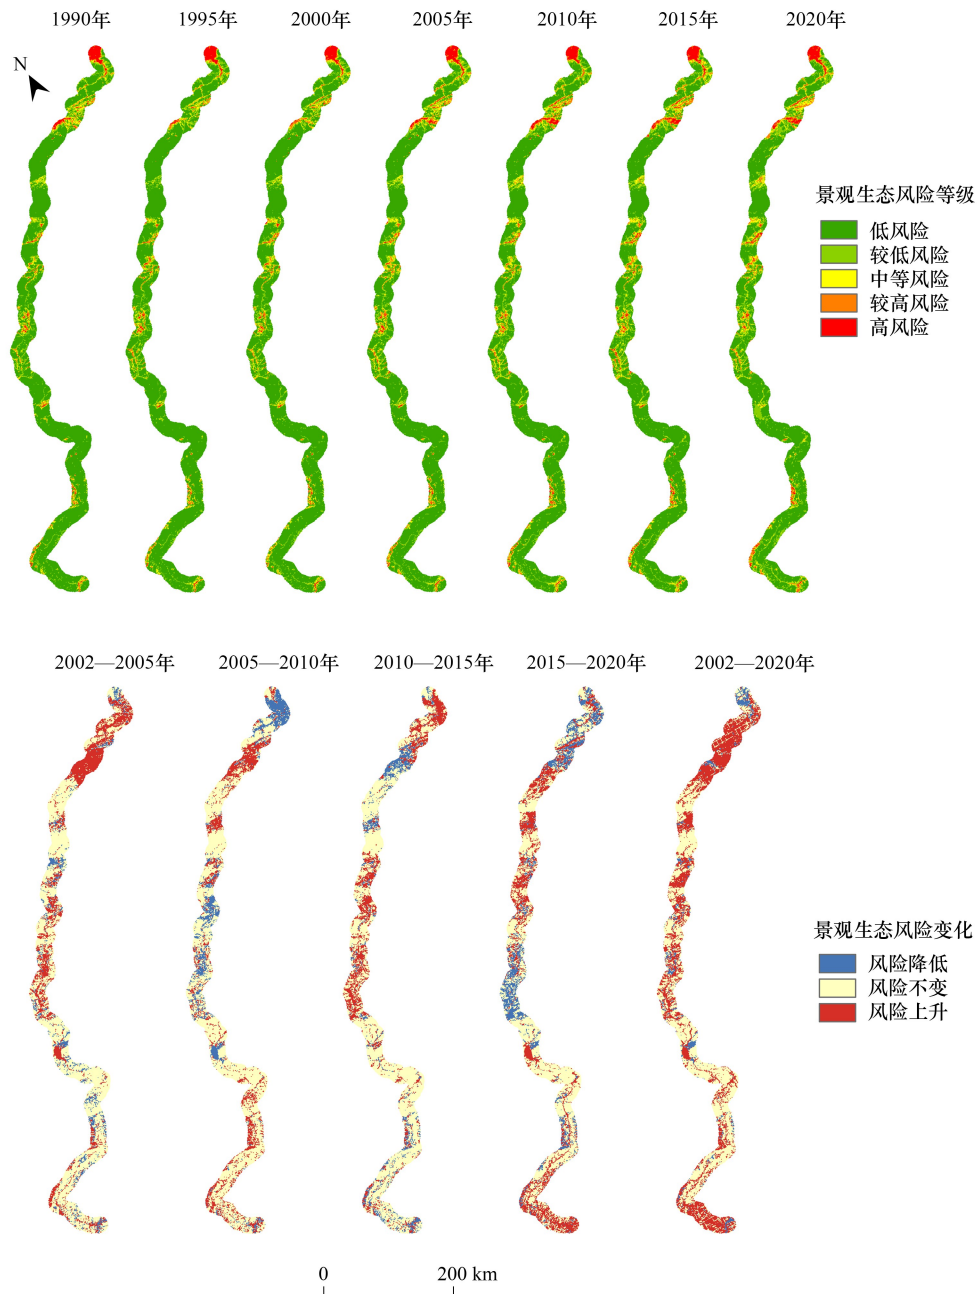 1990年 1995年 2000年 2005年 2010年 2015年 2020年
N
景观生态风险等级
低风险
较低风险
中等风险
较高风险
高风险
2002—2005年 2005—2010年 2010—2015年 2015—2020年 2002—2020年
景观生态风险变化
风险降低
风险不变
风险上升
0 200 km